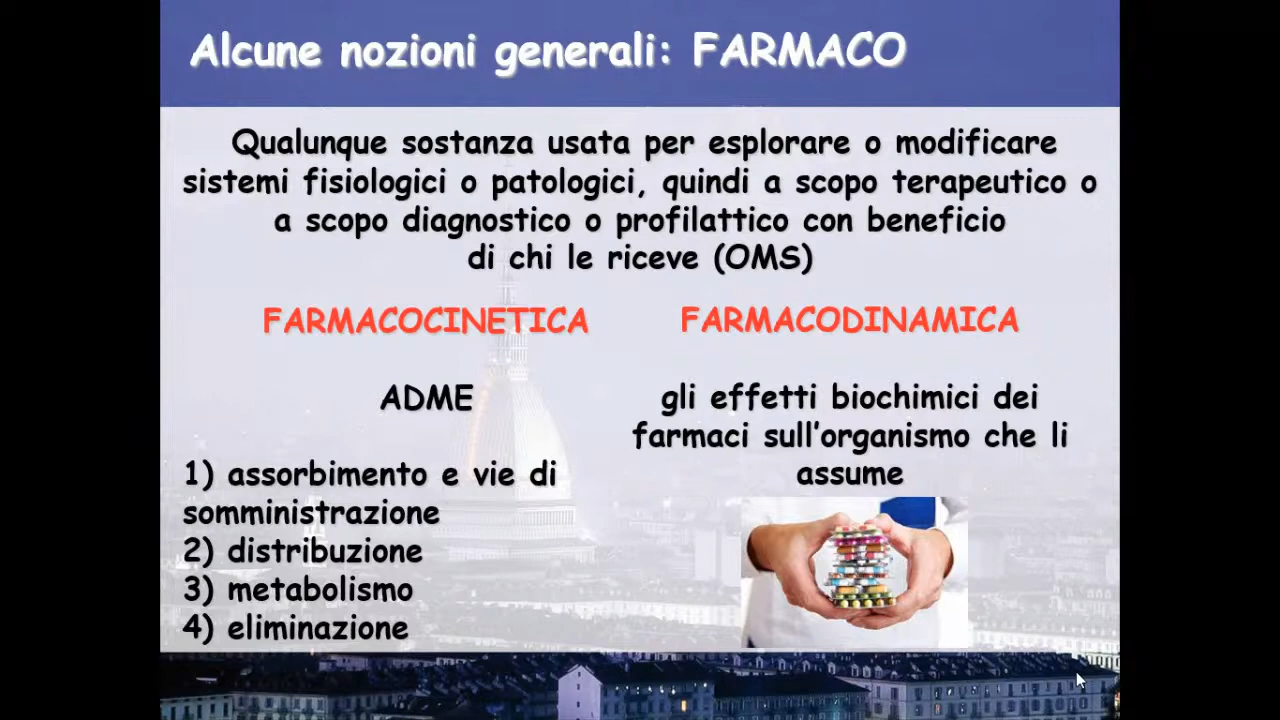 Alcune nozioni generali: FARMACO
Qualunque sostanza usata per esplorare o modificare
sistemi fisiologici o patologici, quindi a scopo terapeutico o
a scopo diagnostico o profilattico con beneficio
di chi le riceve (OMS)
FARMACOCINETICA
ADME
1) assorbimento e vie di
somministrazione
2) distribuzione
3) metabolismo
4) eliminazione
FARMACODINAMICA
gli effetti biochimici dei
farmaci sull'organismo che li
assume